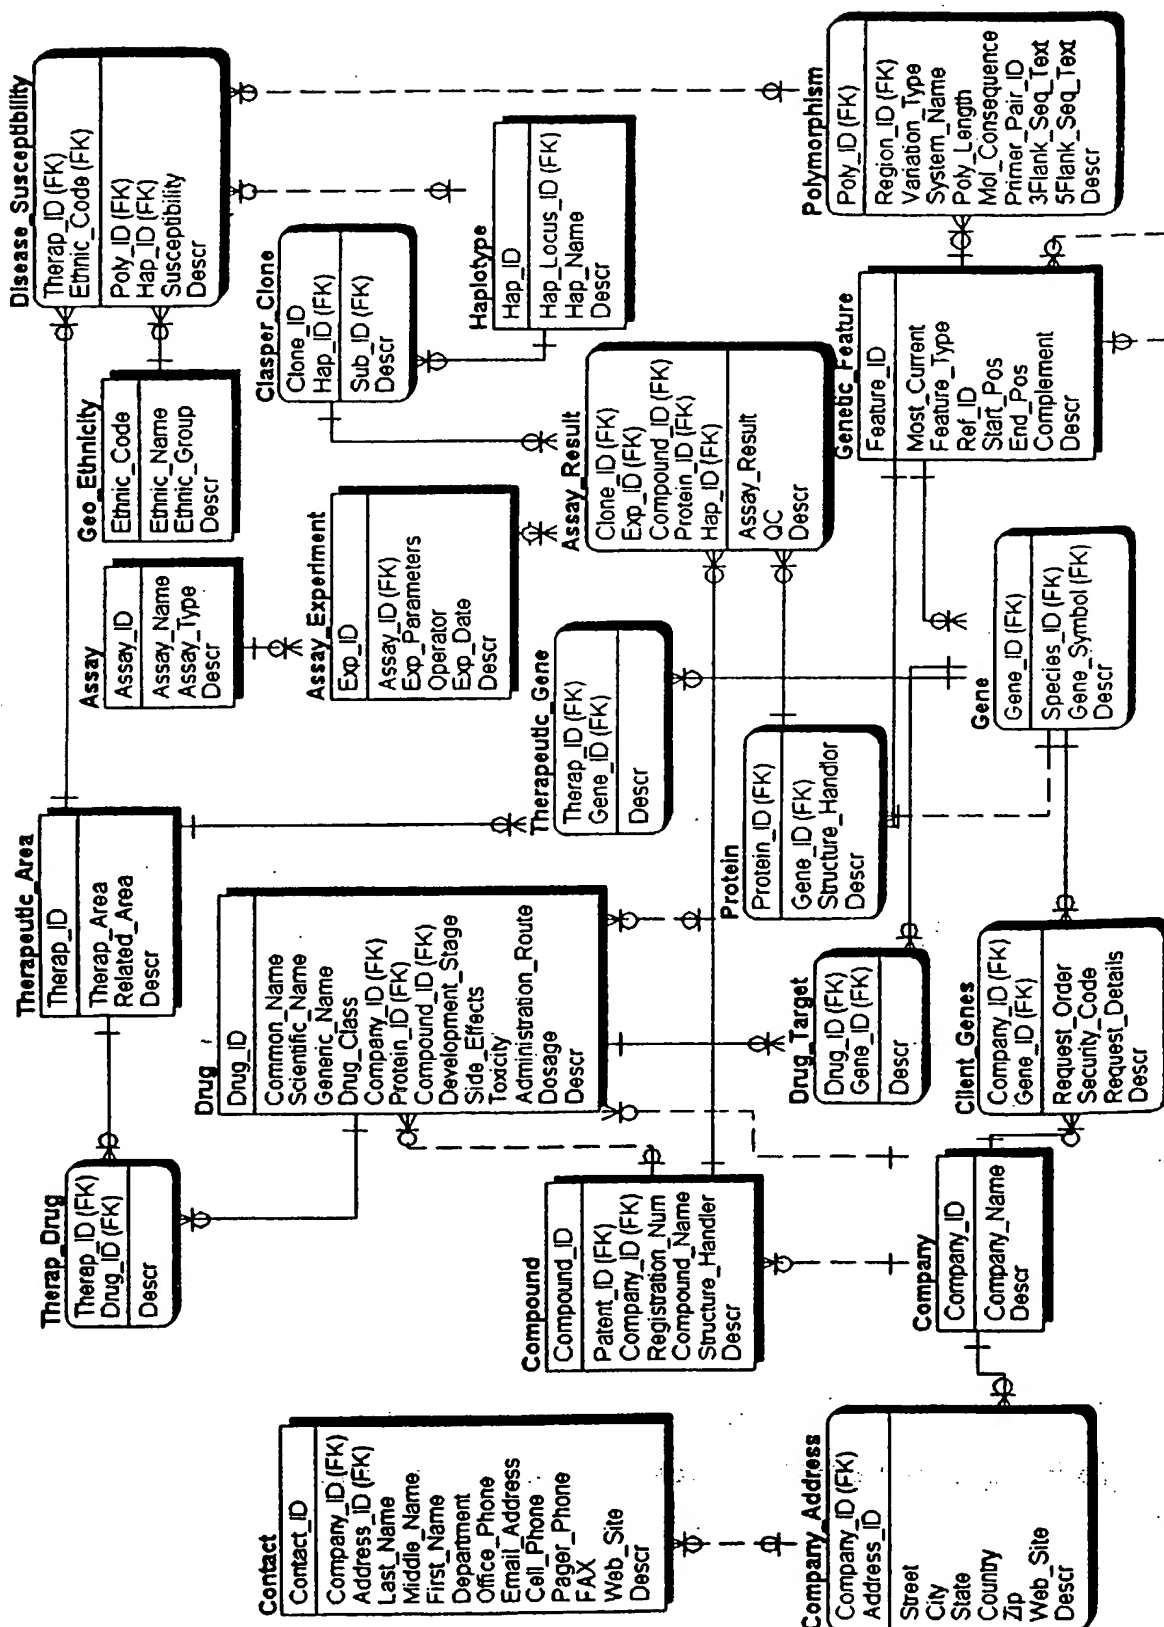 Contact
Contact_ID
Company_ID (FK)
Address_ID (FK)
Last_Name
Middle_Name
First_Name
Department
Office_Phone
Email_Address
Cell_Phone
Pager_Phone
FAX
Web_Site
Descr
Company_Address
Company_ID (FK)
Address_ID
Street
City
State
Country
Zip
Web_Site
Descr
Therap_Drug
Therap_ID (FK)
Drug_ID (FK)
Descr
Compound
Compound_ID
Patent_ID (FK)
Company_ID (FK)
Registration_Num
Compound_Name
Structure_Handler
Descr
Company
Company_ID
Company_Name
Descr
Therapeutic_Area
Therap_ID
Therap_Area
Related_Area
Descr
Drug
Drug_ID
Common_Name
Scientific_Name
Generic_Name
Drug_Class
Company_ID (FK)
Protein_ID (FK)
Compound_ID (FK)
Development_Stage
Side_Effects
Toxicity
Administration_Route
Dosage
Descr
Drug_Target
Drug_ID (FK)
Gene_ID (FK)
Descr
Client_Genes
Company_ID (FK)
Gene_ID (FK)
Request_Order
Security_Code
Request_Details
Descr
Assay
Assay_ID
Assay_Name
Assay_Type
Descr
Assay_Experiment
Exp_ID
Assay_ID (FK)
Exp_Parameters
Operator
Exp_Date
Descr
Therapeutic_Gene
Therap_ID (FK)
Gene_ID (FK)
Descr
Protein
Protein_ID (FK)
Gene_ID (FK)
Structure_Handlor
Descr
Gene
Gene_ID (FK)
Species_ID (FK)
Gene_Symbol (FK)
Descr
Geo_Ethnicity
Ethnic_Code
Ethnic_Name
Ethnic_Group
Descr
Clasper_Clone
Clone_ID
Hap_ID (FK)
Sub_ID (FK)
Descr
Assay_Result
Clone_ID (FK)
Exp_ID (FK)
Compound_ID (FK)
Protein_ID (FK)
Hap_ID (FK)
Assay_Result
QC
Descr
Genetic_Feature
Feature_ID
Most_Current
Feature_Type
Ref_ID
Start_Pos
End_Pos
Complement
Descr
Disease_Susceptibility
Therap_ID (FK)
Ethnic_Code (FK)
Poly_ID (FK)
Hap_ID (FK)
Susceptibility
Descr
Haplotype
Hap_ID
Hap_Locus_ID (FK)
Hap_Name
Descr
Polymorphism
Poly_ID (FK)
Region_ID (FK)
Variation_Type
System_Name
Poly_Length
Mol_Consequence
Primer_Pair_ID
3Flank_Seq_Text
5Flank_Seq_Text
Descr